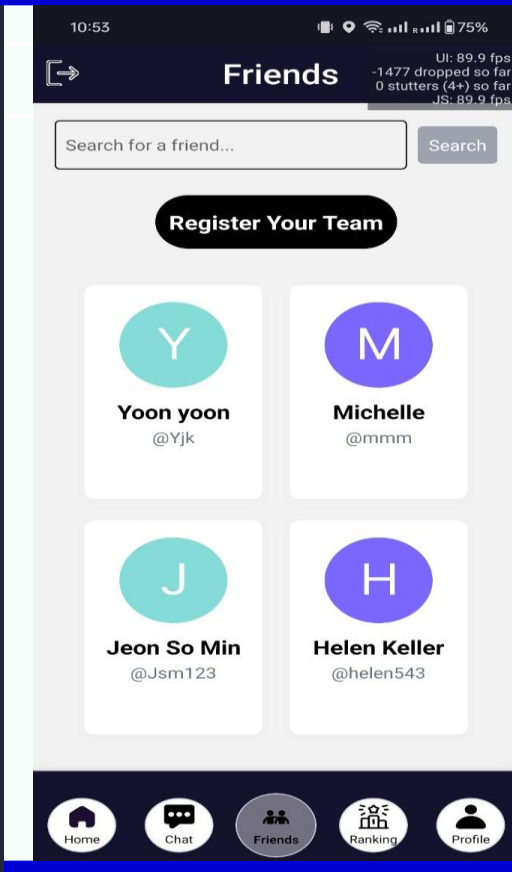 10:53
R
75%
Friends
UI: 89.9 fps
-1477 dropped so far
0 stutters (4+) so far
JS: 89.9 fps
Search for a friend...
Search
Register Your Team
Y
M
Yoon yoon
Michelle
@Yjk
@mmm
J
H
Jeon So Min
Helen Keller
@Jsm123
@helen543
Home
Chat
Friends
Ranking
Profile